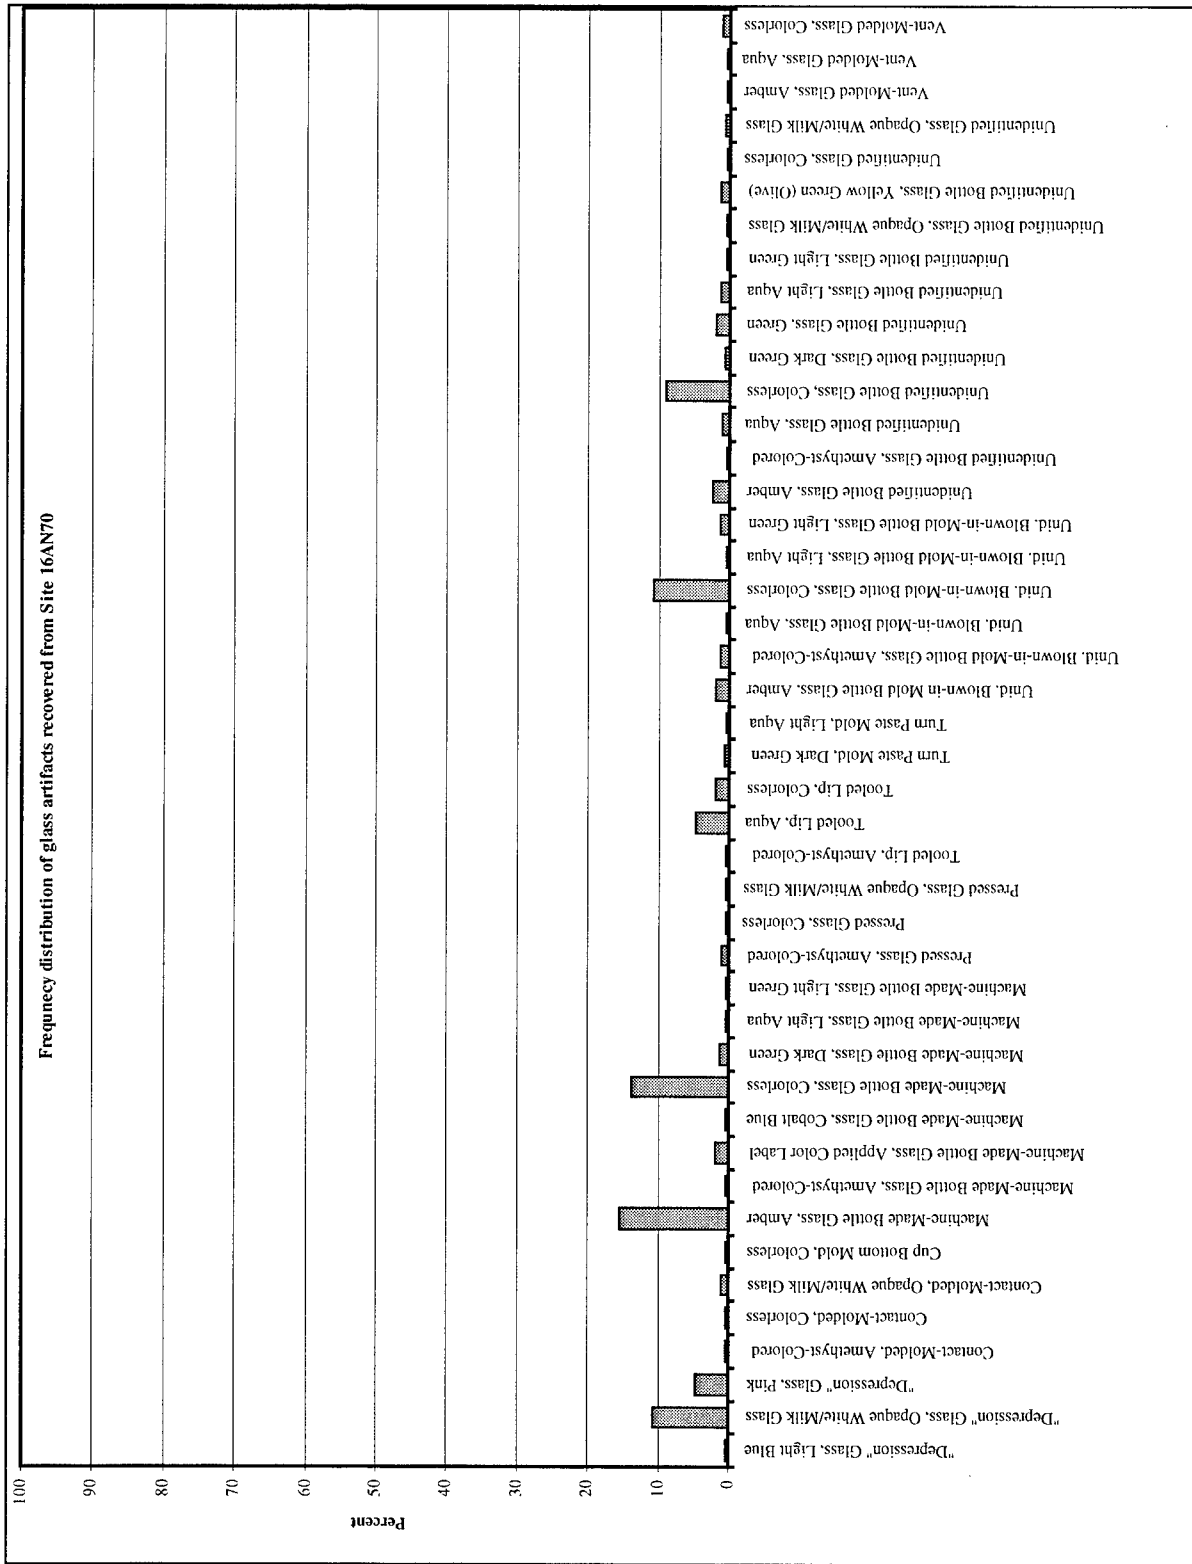 Frequnecy distribution of glass artifacts recovered from Site 16AN70
Percent
100
90
80
70
60
50
40
30
20
10
0
"Depression" Glass, Light Blue
"Depression" Glass, Opaque White/Milk Glass
"Depression" Glass, Pink
Contact-Molded, Amethyst-Colored
Contact-Molded, Colorless
Contact-Molded, Opaque White/Milk Glass
Cup Bottom Mold, Colorless
Machine-Made Bottle Glass, Amber
Machine-Made Bottle Glass, Amethyst-Colored
Machine-Made Bottle Glass, Applied Color Label
Machine-Made Bottle Glass, Cobalt Blue
Machine-Made Bottle Glass, Colorless
Machine-Made Bottle Glass, Dark Green
Machine-Made Bottle Glass, Light Aqua
Machine-Made Bottle Glass, Light Green
Pressed Glass, Amethyst-Colored
Pressed Glass, Colorless
Pressed Glass, Opaque White/Milk Glass
Tooled Lip, Amethyst-Colored
Tooled Lip, Aqua
Tooled Lip, Colorless
Turn Paste Mold, Dark Green
Turn Paste Mold, Light Aqua
Unid. Blown-in Mold Bottle Glass, Amber
Unid. Blown-in-Mold Bottle Glass, Amethyst-Colored
Unid. Blown-in-Mold Bottle Glass, Aqua
Unid. Blown-in-Mold Bottle Glass, Colorless
Unid. Blown-in-Mold Bottle Glass, Light Aqua
Unid. Blown-in-Mold Bottle Glass, Light Green
Unidentified Bottle Glass, Amber
Unidentified Bottle Glass, Amethyst-Colored
Unidentified Bottle Glass, Aqua
Unidentified Bottle Glass, Colorless
Unidentified Bottle Glass, Dark Green
Unidentified Bottle Glass, Green
Unidentified Bottle Glass, Light Aqua
Unidentified Bottle Glass, Light Green
Unidentified Bottle Glass, Opaque White/Milk Glass
Unidentified Bottle Glass, Yellow Green (Olive)
Unidentified Glass, Colorless
Unidentified Glass, Opaque White/Milk Glass
Vent-Molded Glass, Amber
Vent-Molded Glass, Aqua
Vent-Molded Glass, Colorless